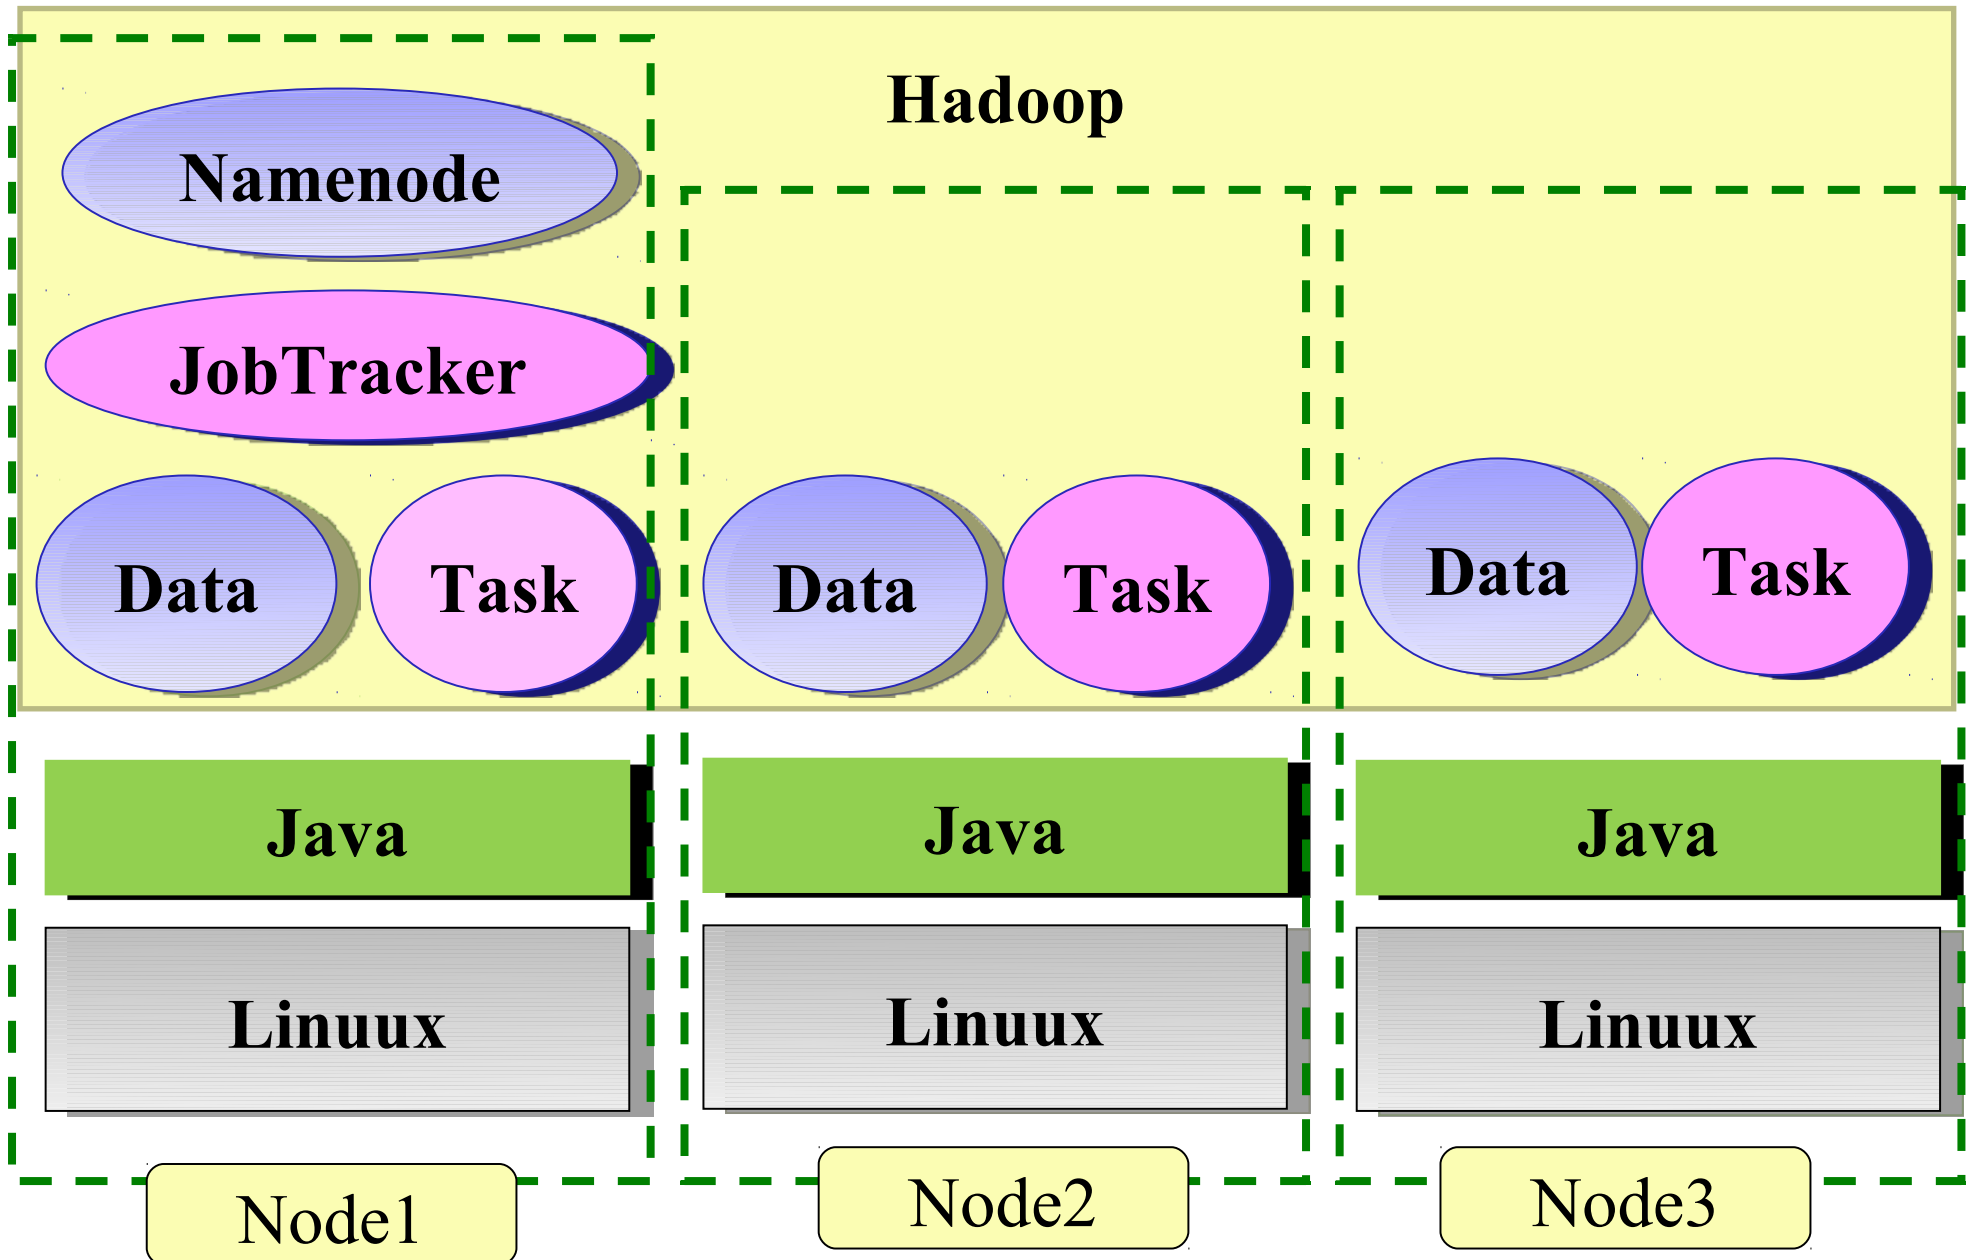 Hadoop
Namenode
JobTracker
Data
Task
Data
Task
Data
Task
Java
Java
Java
Linuux
Linuux
Linuux
Node1
Node2
Node3